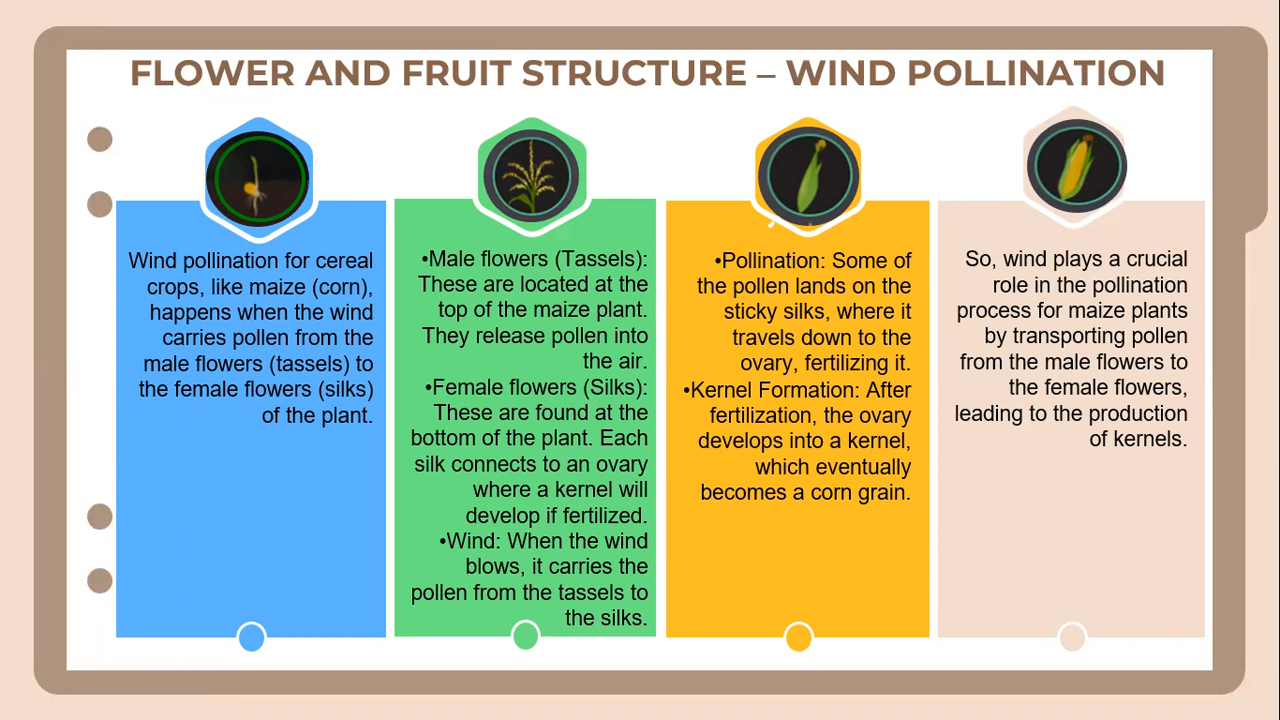 FLOWER AND FRUIT STRUCTURE – WIND POLLINATION
Wind pollination for cereal
crops, like maize (corn),
happens when the wind
carries pollen from the
male flowers (tassels) to
the female flowers (silks)
of the plant.
•Male flowers (Tassels):
These are located at the
top of the maize plant.
They release pollen into
the air.
•Female flowers (Silks):
These are found at the
bottom of the plant. Each
silk connects to an ovary
where a kernel will
develop if fertilized.
•Wind: When the wind
blows, it carries the
pollen from the tassels to
the silks.
•Pollination: Some of
the pollen lands on the
sticky silks, where it
travels down to the
ovary, fertilizing it.
•Kernel Formation: After
fertilization, the ovary
develops into a kernel,
which eventually
becomes a corn grain.
So, wind plays a crucial
role in the pollination
process for maize plants
by transporting pollen
from the male flowers to
the female flowers,
leading to the production
of kernels.